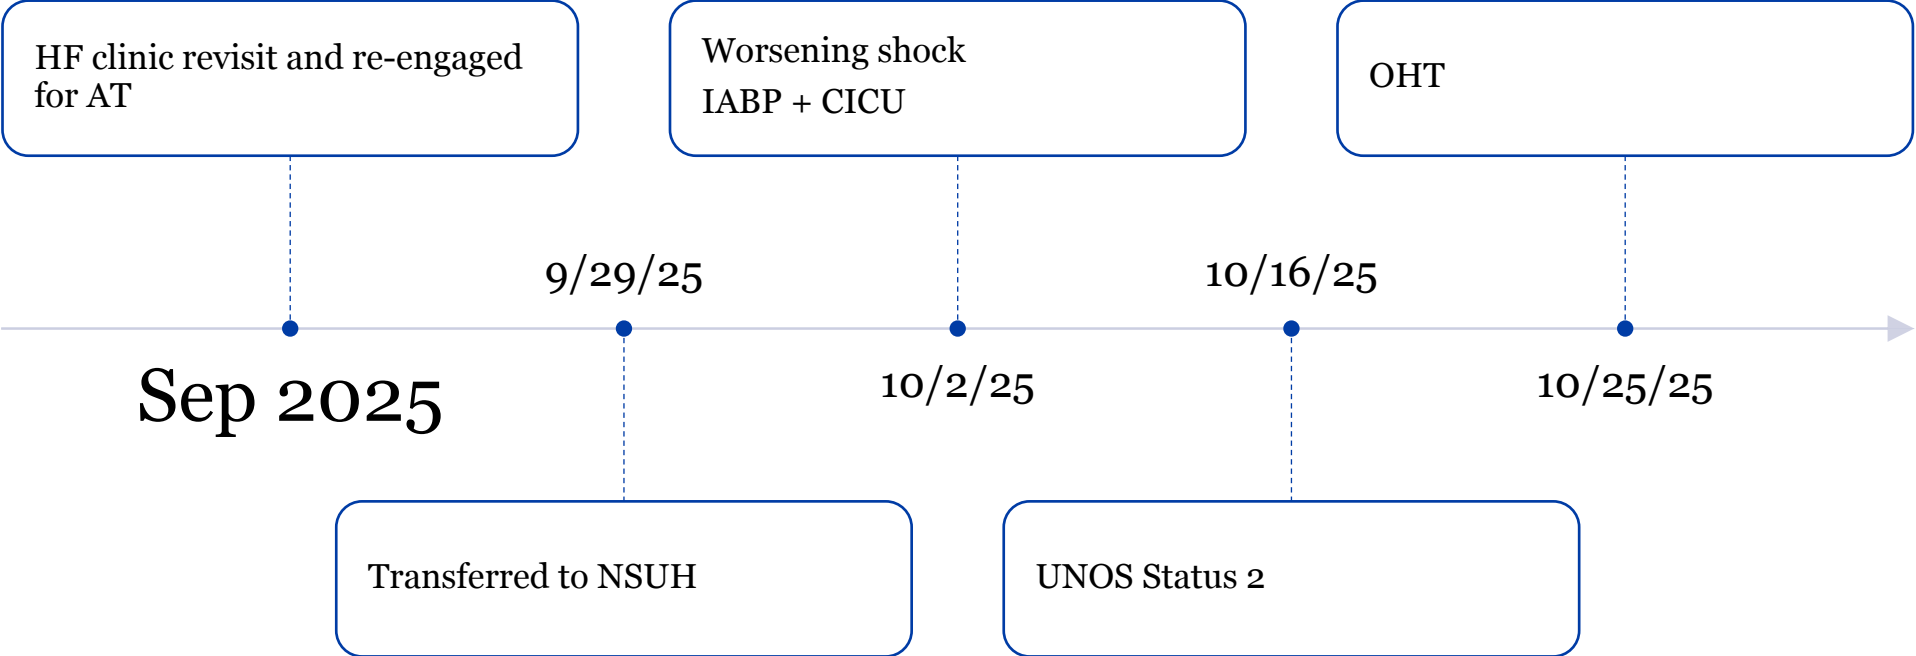 HF clinic revisit and re-engaged
for AT
Worsening shock
IABP + CICU
OHT
9/29/25
10/16/25
Sep 2025
10/2/25
10/25/25
Transferred to NSUH
UNOS Status 2